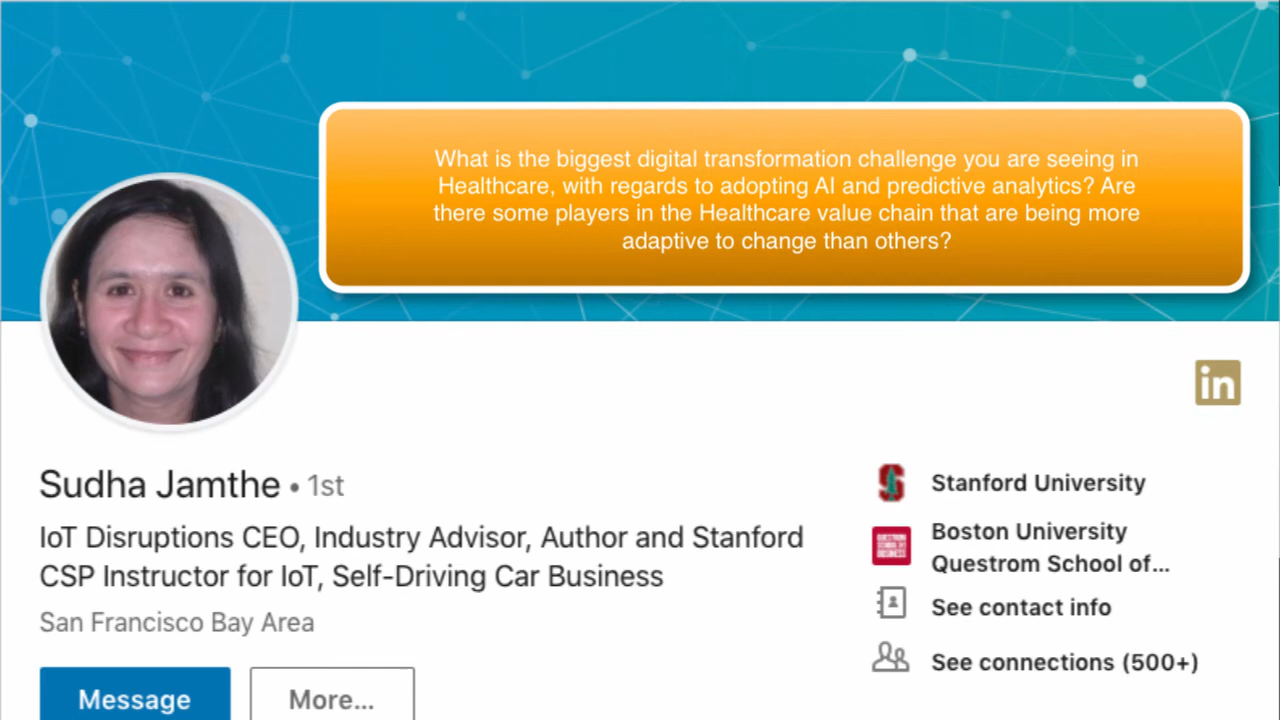 What is the biggest digital transformation challenge you are seeing in
Healthcare, with regards to adopting AI and predictive analytics? Are
there some players in the Healthcare value chain that are being more
adaptive to change than others?
in
Sudha Jamthe • 1st
IoT Disruptions CEO, Industry Advisor, Author and Stanford
CSP Instructor for IoT, Self-Driving Car Business
San Francisco Bay Area
Message
More...
Stanford University
Boston University
Questrom School of...
See contact info
See connections (500+)